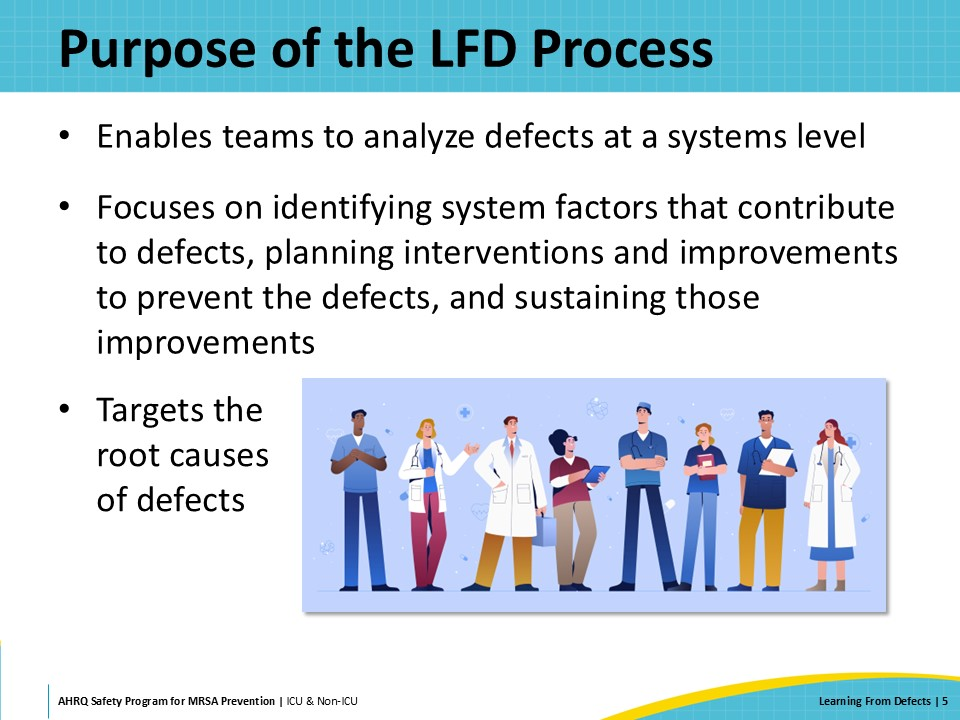 Purpose of the LFD Process
• Enables teams to analyze defects at a systems level
• Focuses on identifying system factors that contribute
to defects, planning interventions and improvements
to prevent the defects, and sustaining those
improvements
• Targets the
root causes
of defects
AHRQ Safety Program for MRSA Prevention | ICU & Non-ICU
Learning From Defects | 5